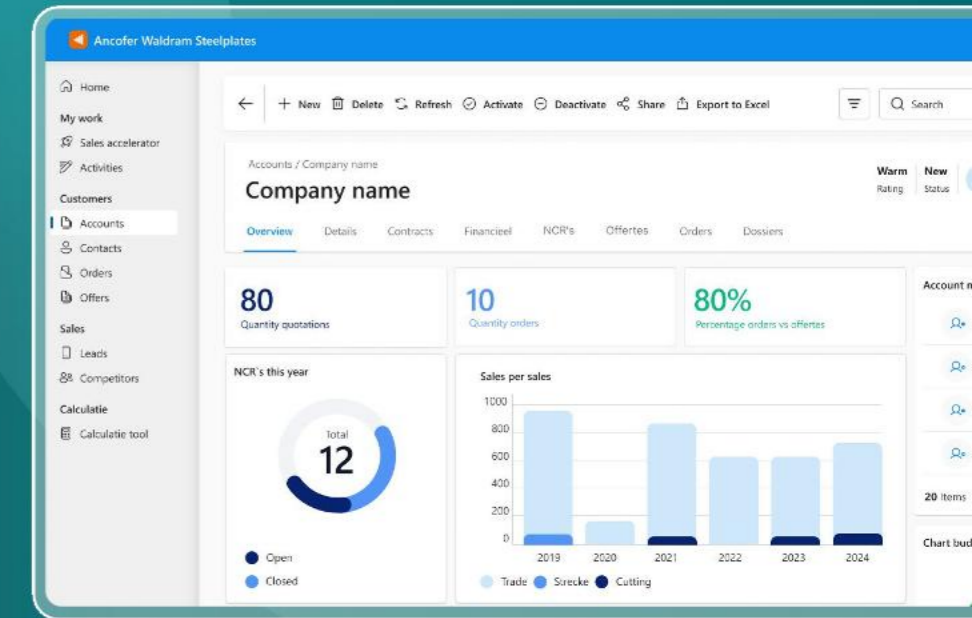 Ancofer Waldram Steelplates
Home
My work
Sales accelerator
Activities
Customers
Accounts
Contacts
Orders
Offers
Sales
Leads
Competitors
Calculatie
Calculatie tool
New Delete Refresh Activate Deactivate Share Export to Excel
Search
Accounts / Company name
Company name
Warm New
Rating Status
Overview Details Contracts Financieel NCR's Offertes Orders Dossiers
80
Quantity quotations
10
Quantity orders
80%
Percentage orders vs offertes
NCR`s this year
Total
12
Open
Closed
Sales per sales
1000
800
600
400
200
0
2019 2020 2021 2022 2023 2024
Trade Strecke Cutting
Account
20 Items
Chart bud